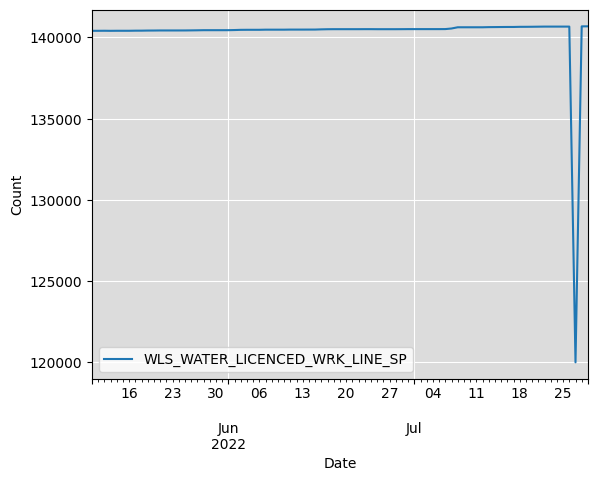 140000
135000
130000
125000
120000
Count
WLS_WATER_LICENCED_WRK_LINE_SP
16 23 30 06 13 20 27 04 11 18 25
Jun Jul
2022
Date